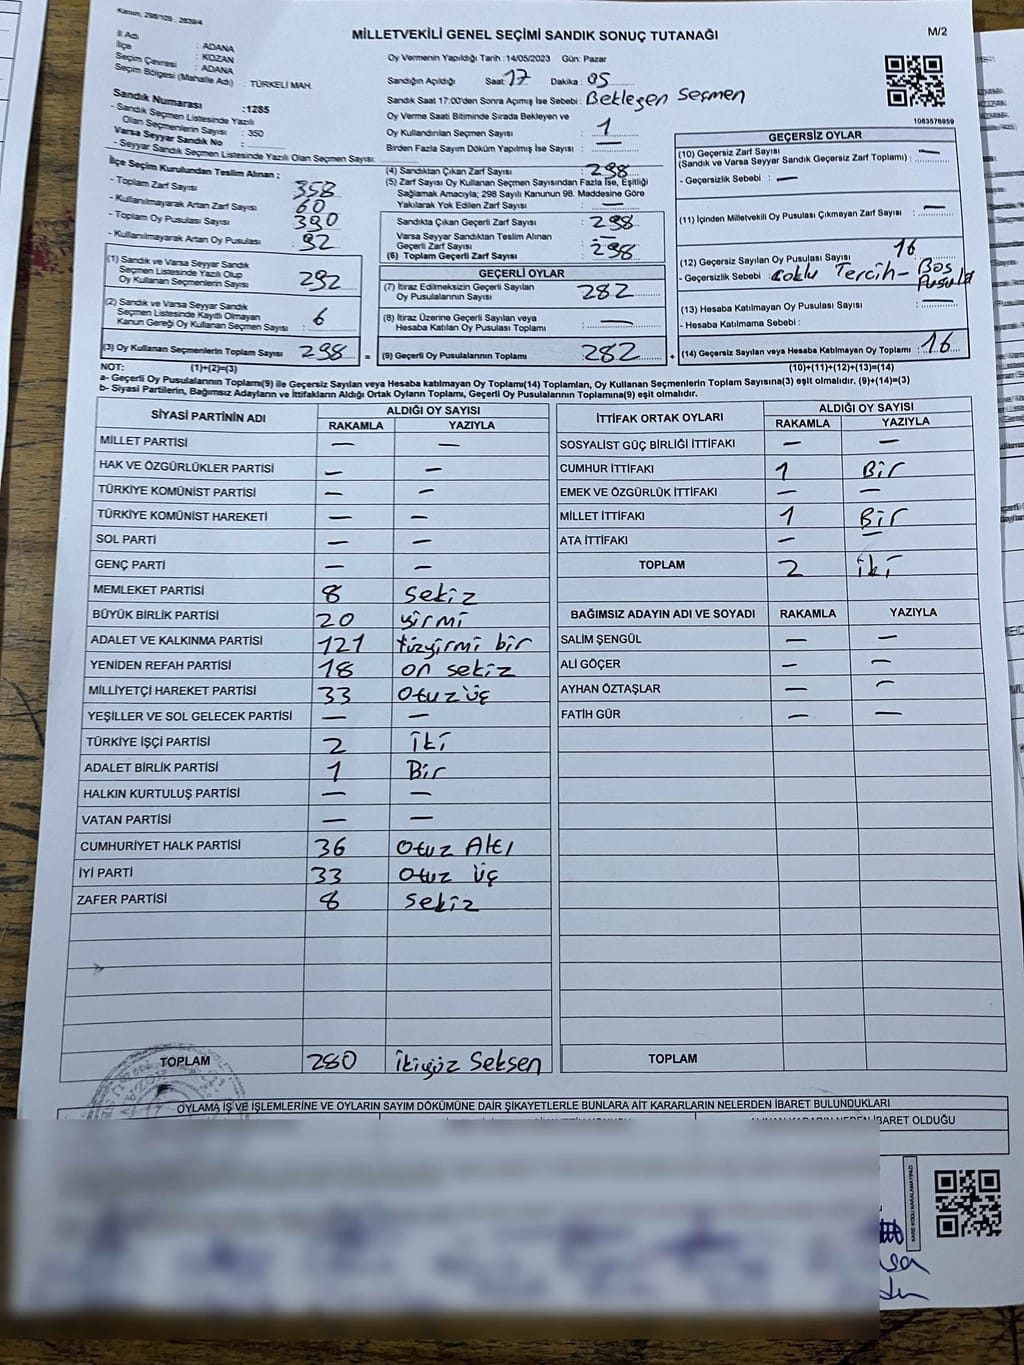 Kanun, 298/105 , 2839/4
MİLLETVEKİLİ GENEL SEÇİMİ SANDIK SONUÇ TUTANAĞI
M/2
İl Adı : ADANA
İlçe : KOZAN
Seçim Çevresi : ADANA
Seçim Bölgesi (Mahalle Adı) : TÜRKELİ MAH.
Sandık Numarası :1285
- Sandık Seçmen Listesinde Yazılı
Olan Seçmenlerin Sayısı : 350
Varsa Seyyar Sandık No :
- Seyyar Sandık Seçmen Listesinde Yazılı Olan Seçmen Sayısı:
Oy Vermenin Yapıldığı Tarih :14/05/2023 Gün: Pazar
Sandığın Açıldığı Saat: 17 Dakika : 05
Sandık Saat 17:00'den Sonra Açımış İse Sebebi : Bekleyen Seçmen
Oy Verme Saati Bitiminde Sırada Bekleyen ve
Oy Kullandırılan Seçmen Sayısı : 1
Birden Fazla Sayım Dökümü Yapılmış İse Sayısı : —
1083576959
İlçe Seçim Kurulundan Teslim Alınan ;
- Toplam Zarf Sayısı : 358
- Kullanılmayarak Artan Zarf Sayısı : 60
- Toplam Oy Pusulası Sayısı : 390
- Kullanılmayarak Artan Oy Pusulası : 92
(1) Sandık ve Varsa Seyyar Sandık
Seçmen Listesinde Yazılı Olup
Oy Kullanan Seçmenlerin Sayısı : 292
(2) Sandık ve Varsa Seyyar Sandık
Seçmen Listesinde Kayıtlı Olmayan
Kanun Gereği Oy Kullanan Seçmen Sayısı : 6
(3) Oy Kullanan Seçmenlerin Toplam Sayısı : 298 =
(1)+(2)=(3)
(4) Sandıktan Çıkan Zarf Sayısı : 298
(5) Zarf Sayısı Oy Kullanan Seçmen Sayısından Fazla İse, Eşitliği
Sağlamak Amacıyla; 298 Sayılı Kanunun 98. Maddesine Göre
Yakılarak Yok Edilen Zarf Sayısı : —
Sandıkta Çıkan Geçerli Zarf Sayısı : 298
Varsa Seyyar Sandıktan Teslim Alınan
Geçerli Zarf Sayısı : —
(6) Toplam Geçerli Zarf Sayısı : 298
GEÇERLİ OYLAR
(7) İtiraz Edilmeksizin Geçerli Sayılan
Oy Pusulalarının Sayısı : 282
(8) İtiraz Üzerine Geçerli Sayılan veya
Hesaba Katılan Oy Pusulası Toplamı : —
(9) Geçerli Oy Pusulalarının Toplamı : 282 +
GEÇERSİZ OYLAR
(10) Geçersiz Zarf Sayısı
(Sandık ve Varsa Seyyar Sandık Geçersiz Zarf Toplamı) : —
- Geçersizlik Sebebi : —
(11) İçinden Milletvekili Oy Pusulası Çıkmayan Zarf Sayısı : —
(12) Geçersiz Sayılan Oy Pusulası Sayısı : 16
- Geçersizlik Sebebi : Çoklu Tercih - Boş Pusula
(13) Hesaba Katılmayan Oy Pusulası Sayısı : —
- Hesaba Katılmama Sebebi :
(14) Geçersiz Sayılan veya Hesaba Katılmayan Oy Toplamı : 16
(10)+(11)+(12)+(13)=(14)
NOT:
a- Geçerli Oy Pusulalarının Toplamı(9) ile Geçersiz Sayılan veya Hesaba katılmayan Oy Toplamı(14) Toplamları, Oy Kullanan Seçmenlerin Toplam Sayısına(3) eşit olmalıdır. (9)+(14)=(3)
b- Siyasi Partilerin, Bağımsız Adayların ve İttifakların Aldığı Ortak Oyların Toplamı, Geçerli Oy Pusulalarının Toplamına(9) eşit olmalıdır.
SİYASİ PARTİNİN ADI ALDIĞI OY SAYISI
RAKAMLA YAZIYLA
MİLLET PARTİSİ — —
HAK VE ÖZGÜRLÜKLER PARTİSİ — —
TÜRKİYE KOMÜNİST PARTİSİ — —
TÜRKİYE KOMÜNİST HAREKETİ — —
SOL PARTİ — —
GENÇ PARTİ — —
MEMLEKET PARTİSİ 8 Sekiz
BÜYÜK BİRLİK PARTİSİ 20 yirmi
ADALET VE KALKINMA PARTİSİ 121 yüzyirmi bir
YENİDEN REFAH PARTİSİ 18 on sekiz
MİLLİYETÇİ HAREKET PARTİSİ 33 Otuz üç
YEŞİLLER VE SOL GELECEK PARTİSİ — —
TÜRKİYE İŞÇİ PARTİSİ 2 İki
ADALET BİRLİK PARTİSİ 1 Bir
HALKIN KURTULUŞ PARTİSİ — —
VATAN PARTİSİ — —
CUMHURİYET HALK PARTİSİ 36 Otuz Altı
İYİ PARTİ 33 Otuz üç
ZAFER PARTİSİ 8 Sekiz
TOPLAM 280 İkiyüz Seksen
İTTİFAK ORTAK OYLARI ALDIĞI OY SAYISI
RAKAMLA YAZIYLA
SOSYALİST GÜÇ BİRLİĞİ İTTİFAKI — —
CUMHUR İTTİFAKI 1 Bir
EMEK VE ÖZGÜRLÜK İTTİFAKI — —
MİLLET İTTİFAKI 1 Bir
ATA İTTİFAKI — —
TOPLAM 2 iki
BAĞIMSIZ ADAYIN ADI VE SOYADI RAKAMLA YAZIYLA
SALİM ŞENGÜL — —
ALİ GÖÇER — —
AYHAN ÖZTAŞLAR — —
FATİH GÜR — —
TOPLAM
OYLAMA İŞ VE İŞLEMLERİNE VE OYLARIN SAYIM DÖKÜMÜNE DAİR ŞİKAYETLERLE BUNLARA AİT KARARLARIN NELERDEN İBARET BULUNDUKLARI
ALINAN KARARIN NEDEN İBARET OLDUĞU
KARE KODU KARALAMAYINIZ!